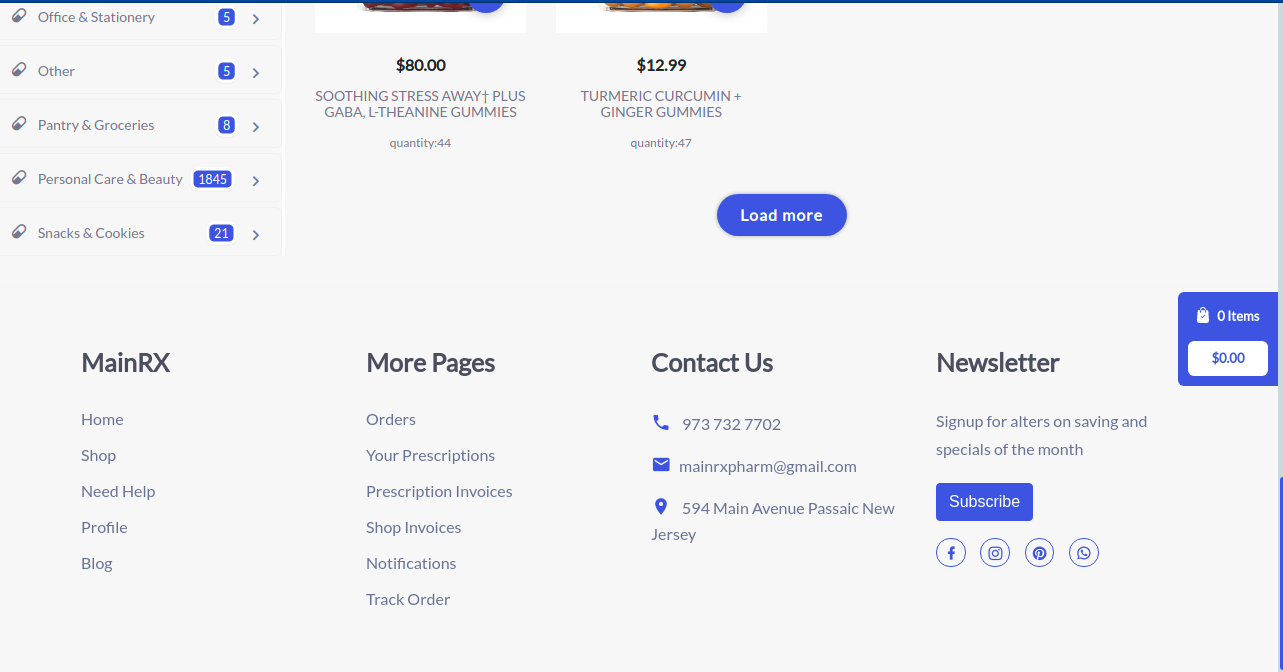 Office & Stationery 5
Other 5
Pantry & Groceries 8
Personal Care & Beauty 1845
Snacks & Cookies 21
$80.00
SOOTHING STRESS AWAY† PLUS
GABA, L-THEANINE GUMMIES
quantity:44
$12.99
TURMERIC CURCUMIN +
GINGER GUMMIES
quantity:47
Load more
0 Items
$0.00
MainRX
Home
Shop
Need Help
Profile
Blog
More Pages
Orders
Your Prescriptions
Prescription Invoices
Shop Invoices
Notifications
Track Order
Contact Us
973 732 7702
mainrxpharm@gmail.com
594 Main Avenue Passaic New
Jersey
Newsletter
Signup for alters on saving and
specials of the month
Subscribe